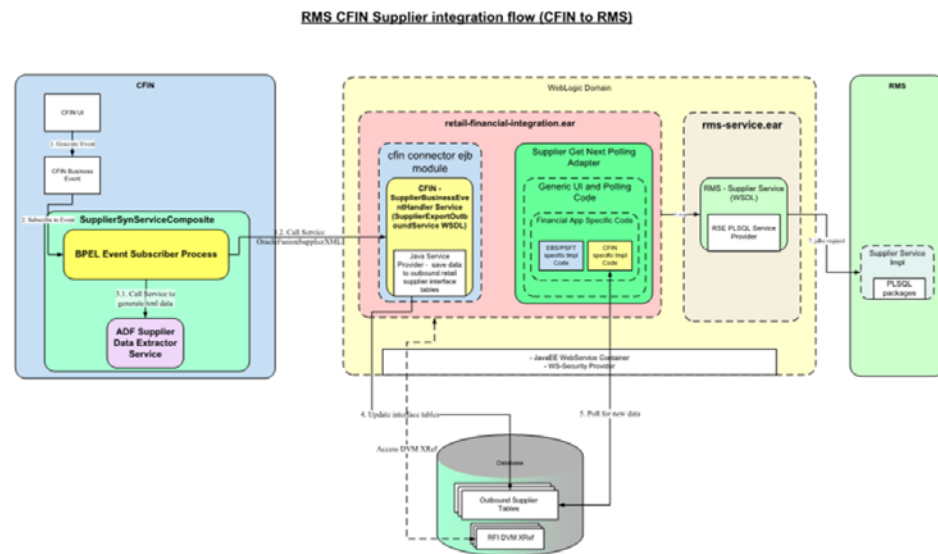 RMS CFIN Supplier integration flow (CFIN to RMS)
CFIN
CFIN UI
1. Generate Event
CFIN Business
Event
2. Subscribe to Event
SupplierSynServiceComposite
BPEL Event Subscriber Process
3.1. Call Service to
generate xml data
ADF Supplier
Data Extractor
Service
3.2. Call Service
WebLogic Domain
retail-financial-integration.ear
cfin connector ejb
module
CFIN -
SupplierBusinessEve
ntHandler Service
(SupplierExportOutb
oundService WSDL)
Java Service
Provider - save data
to outbound retail
supplier interface
tables
Supplier Get Next Polling
Adapter
Generic UI and Polling
Code
Financial App Specific Code
EBS/PSFT
specific Impl
Code
CFIN
specific Impl
Code
rms-service.ear
RMS - Supplier Service
(WSDL)
RSE PLSQL Service
Provider
- JavaEE WebService Container
- WS-Security Provider
RMS
Supplier Service
Impl
PLSQL
packages
4. Update interface tables
5. Poll for new data
Access DVM XRef
Database
Outbound Supplier
Tables
RFI DVM XRef